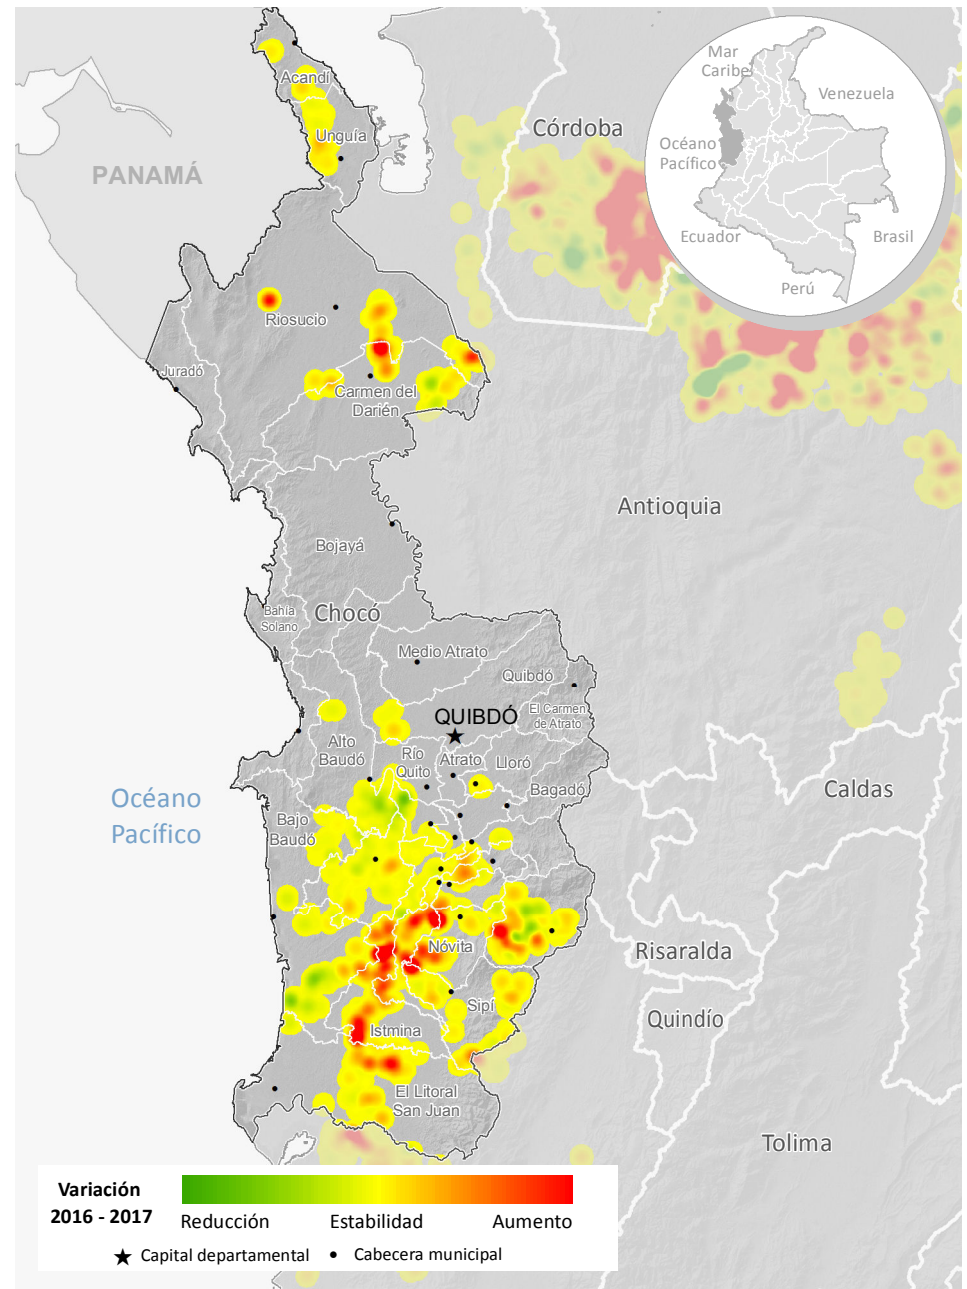 Mar
Caribe
Venezuela
Océano
Pacífico
Ecuador
Brasil
Perú
Córdoba
Acandí
Unguía
PANAMÁ
Riosucio
Juradó
Carmen del
Darién
Antioquia
Bojayá
Bahía
Solano
Chocó
Medio Atrato
Quibdó
QUIBDÓ
El Carmen
de Atrato
Alto
Baudó
Río
Quito
Atrato
Lloró
Bagadó
Caldas
Océano
Pacífico
Bajo
Baudó
Nóvita
Risaralda
Sipí
Quindío
Istmina
El Litoral
San Juan
Tolima
Variación
2016 - 2017
Reducción
Estabilidad
Aumento
Capital departamental
Cabecera municipal